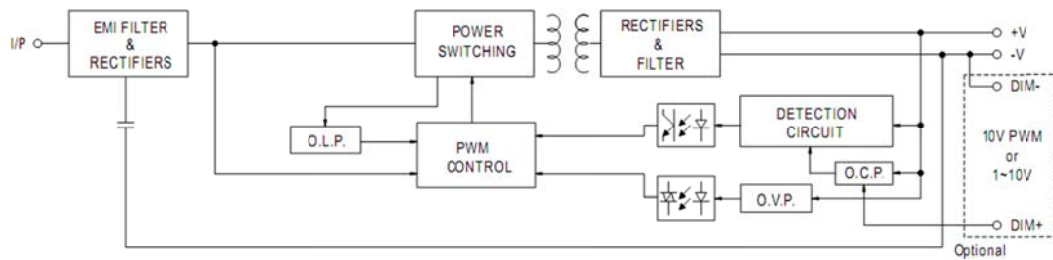 I/P
EMI FILTER
&
RECTIFIERS
POWER
SWITCHING
RECTIFIERS
&
FILTER
+V
-V
DIM-
O.L.P.
PWM
CONTROL
DETECTION
CIRCUIT
10V PWM
or
1~10V
O.C.P.
O.V.P.
DIM+
Optional